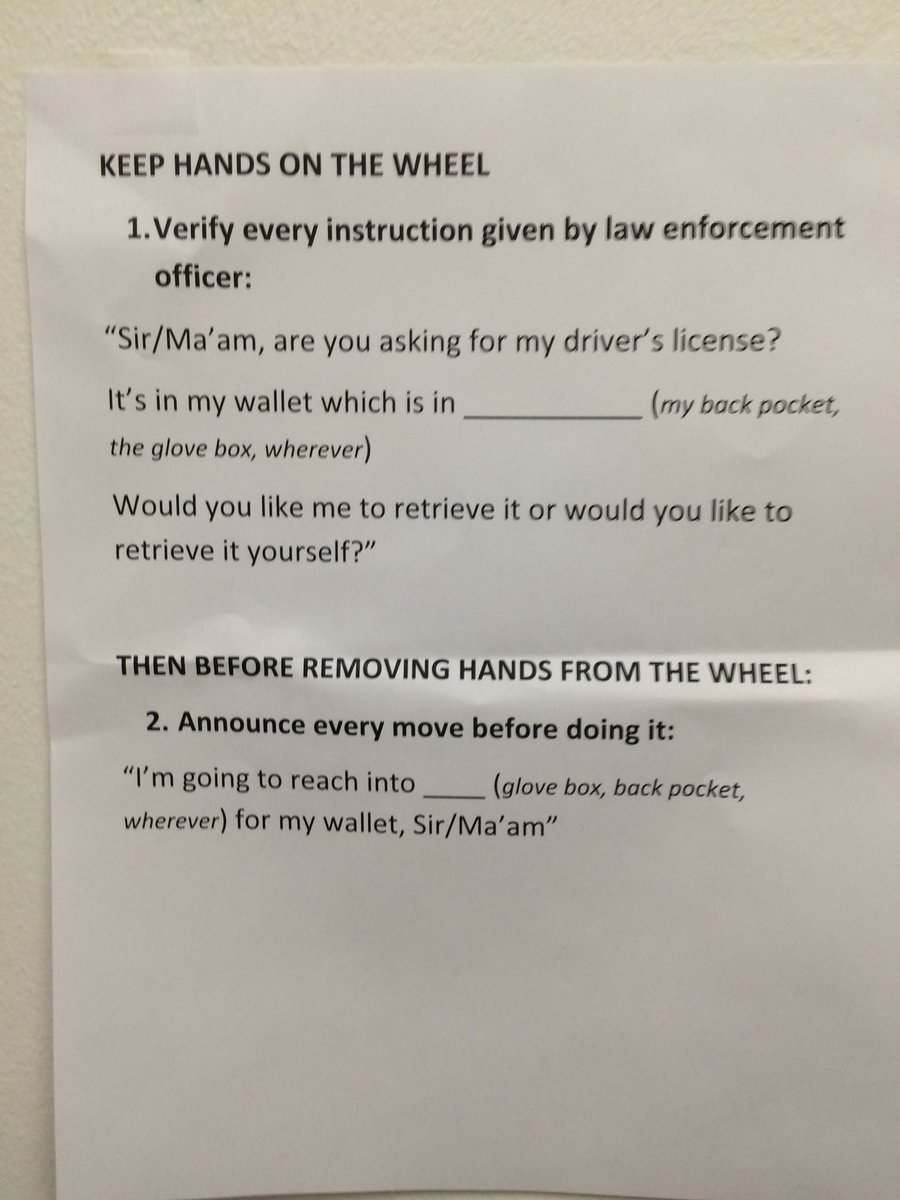 KEEP HANDS ON THE WHEEL
1. Verify every instruction given by law enforcement
officer:
“Sir/Ma’am, are you asking for my driver’s license?
It’s in my wallet which is in ____________ (my back pocket,
the glove box, wherever)
Would you like me to retrieve it or would you like to
retrieve it yourself?”
THEN BEFORE REMOVING HANDS FROM THE WHEEL:
2. Announce every move before doing it:
“I’m going to reach into ____ (glove box, back pocket,
wherever) for my wallet, Sir/Ma’am”